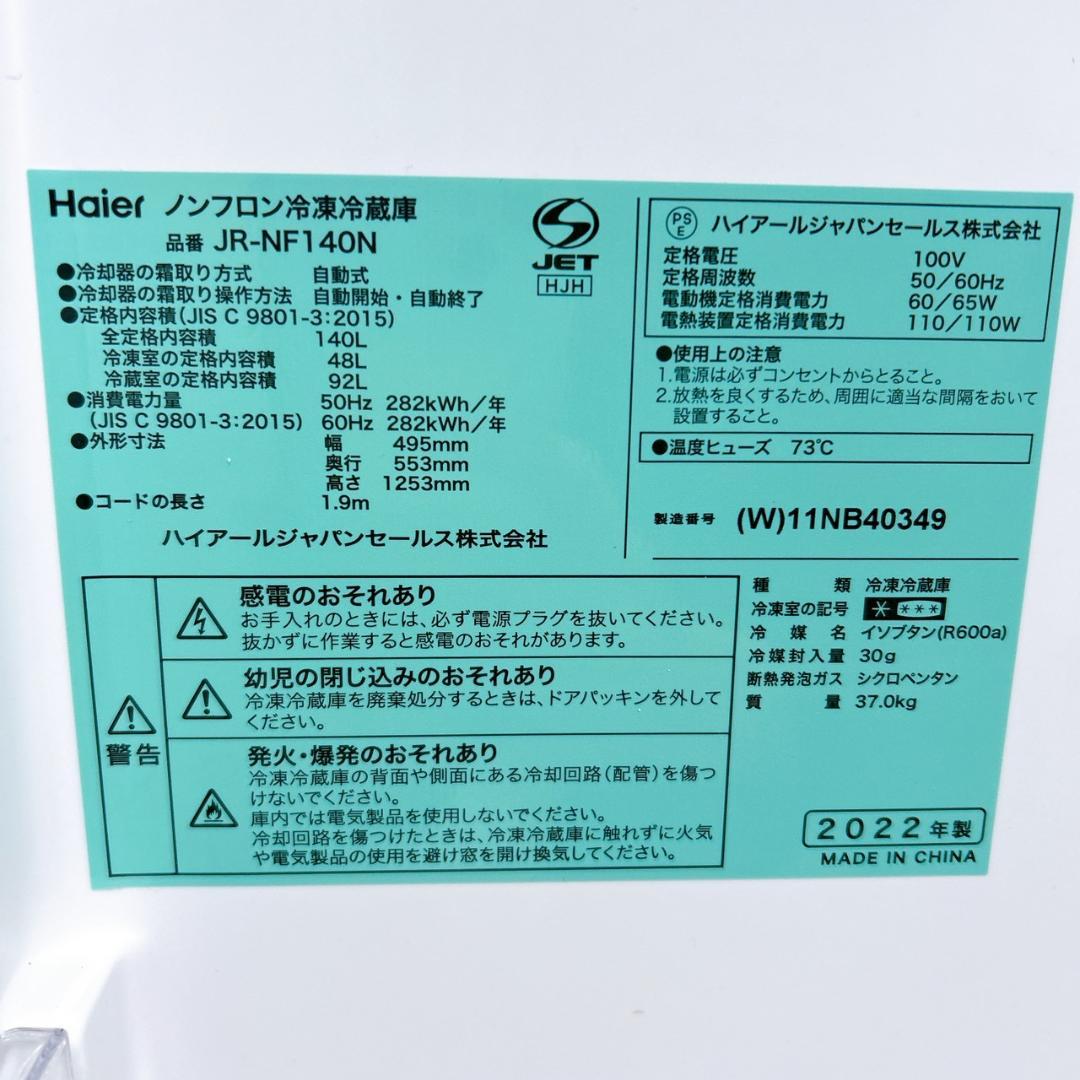 Haier ノンフロン冷凍冷蔵庫
品番 JR-NF140N
●冷却器の霜取り方式 自動式
●冷却器の霜取り操作方法 自動開始・自動終了
●定格内容積(JIS C 9801-3:2015)
全定格内容積 140L
冷凍室の定格内容積 48L
冷蔵室の定格内容積 92L
●消費電力量 50Hz 282kWh/年
(JIS C 9801-3:2015) 60Hz 282kWh/年
●外形寸法 幅 495mm
奥行 553mm
高さ 1253mm
●コードの長さ 1.9m
ハイアールジャパンセールス株式会社
JET
HJH
PS
E ハイアールジャパンセールス株式会社
定格電圧 100V
定格周波数 50/60Hz
電動機定格消費電力 60/65W
電熱装置定格消費電力 110/110W
●使用上の注意
1.電源は必ずコンセントからとること。
2.放熱を良くするため、周囲に適当な間隔をおいて
設置すること。
●温度ヒューズ 73℃
製造番号 (W)11NB40349
警告
感電のおそれあり
お手入れのときには、必ず電源プラグを抜いてください。
抜かずに作業すると感電のおそれがあります。
幼児の閉じ込みのおそれあり
冷凍冷蔵庫を廃棄処分するときは、ドアパッキンを外して
ください。
発火・爆発のおそれあり
冷凍冷蔵庫の背面や側面にある冷却回路(配管)を傷つ
けないでください。
庫内では電気製品を使用しないでください。
冷却回路を傷つけたときは、冷凍冷蔵庫に触れずに火気
や電気製品の使用を避け窓を開け換気してください。
種類 冷凍冷蔵庫
冷凍室の記号 * ***
冷媒名 イソブタン(R600a)
冷媒封入量 30g
断熱発泡ガス シクロペンタン
質量 37.0kg
2022年製
MADE IN CHINA